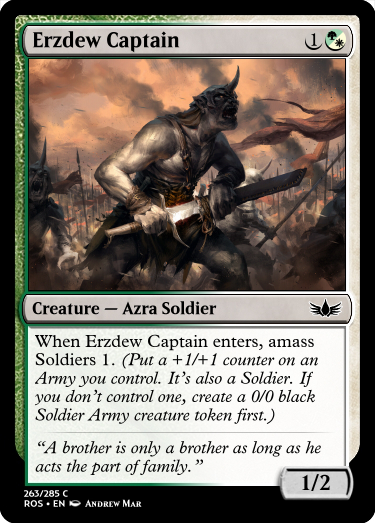 Erzdew Captain 1
Creature — Azra Soldier
When Erzdew Captain enters, amass
Soldiers 1. (Put a +1/+1 counter on an
Army you control. It's also a Soldier. If
you don't control one, create a 0/0 black
Soldier Army creature token first.)
“A brother is only a brother as long as he
acts the part of family.”
1/2
263/285 C
ROS • EN Andrew Mar